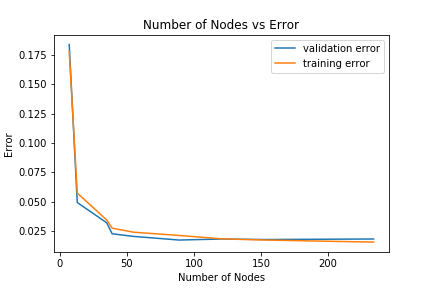 Number of Nodes vs Error
validation error
training error
0.175
0.150
0.125
0.100
0.075
0.050
0.025
Error
0
50
100
150
200
Number of Nodes